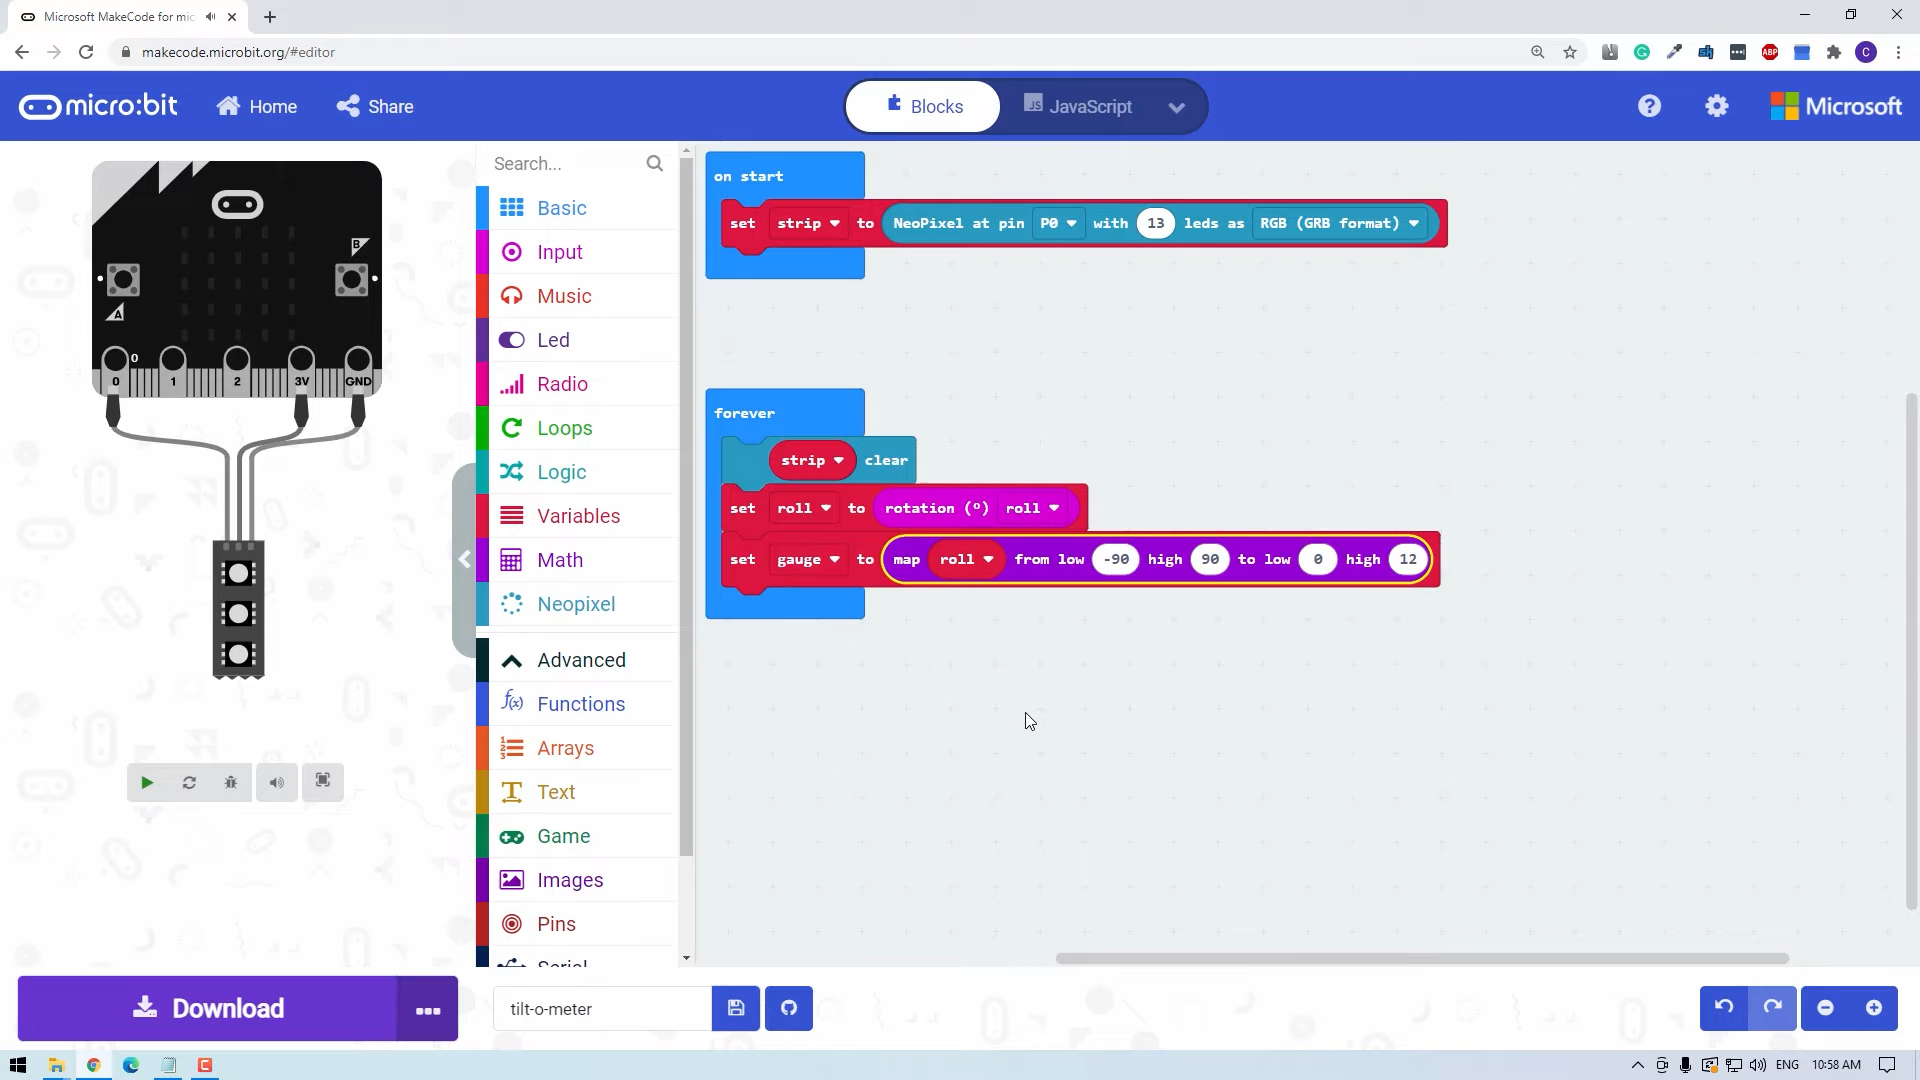 Microsoft MakeCode for mic
makecode.microbit.org/#editor
ABP
C
micro:bit
Home
Share
Blocks
JS JavaScript
Microsoft
Search...
Basic
Input
Music
Led
Radio
Loops
Logic
Variables
Math
Neopixel
Advanced
Functions
Arrays
Text
Game
Images
Pins
Serial
B
A
0
0 1 2 3V GND
on start
set strip to NeoPixel at pin P0 with 13 leds as RGB (GRB format)
forever
strip clear
set roll to rotation (º) roll
set gauge to map roll from low -90 high 90 to low 0 high 12
Download
tilt-o-meter
ENG
10:58 AM